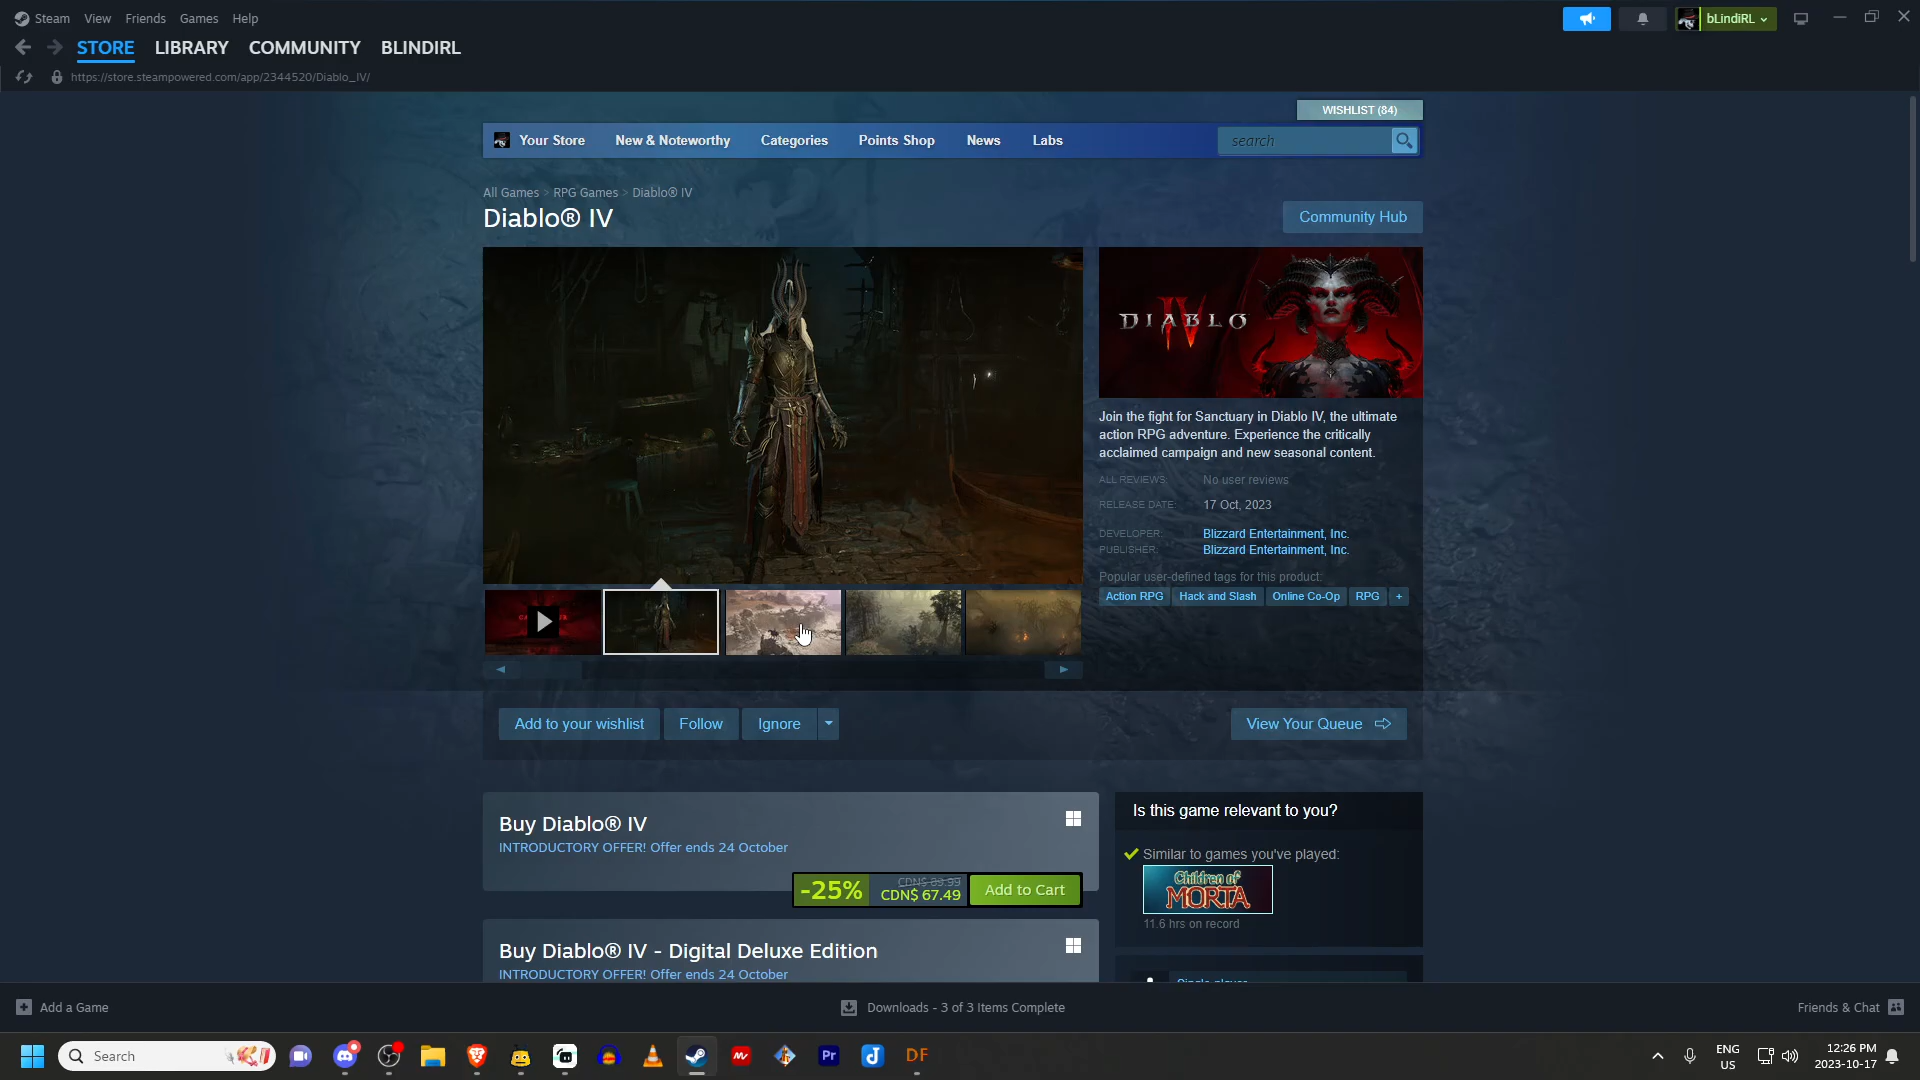 Steam View Friends Games Help
bLindiRL
STORE LIBRARY COMMUNITY BLINDIRL
https://store.steampowered.com/app/2344520/Diablo_IV/
WISHLIST (84)
Your Store New & Noteworthy Categories Points Shop News Labs search
All Games > RPG Games > Diablo® IV
Diablo® IV
Community Hub
DIABLO IV
Join the fight for Sanctuary in Diablo IV, the ultimate
action RPG adventure. Experience the critically
acclaimed campaign and new seasonal content.
ALL REVIEWS: No user reviews
RELEASE DATE: 17 Oct, 2023
DEVELOPER: Blizzard Entertainment, Inc.
PUBLISHER: Blizzard Entertainment, Inc.
Popular user-defined tags for this product:
Action RPG Hack and Slash Online Co-Op RPG +
Add to your wishlist Follow Ignore
View Your Queue
Buy Diablo® IV
INTRODUCTORY OFFER! Offer ends 24 October
-25% CDN$ 89.99
CDN$ 67.49
Add to Cart
Is this game relevant to you?
Similar to games you've played:
Children of
MORTA
11.6 hrs on record
Buy Diablo® IV - Digital Deluxe Edition
INTRODUCTORY OFFER! Offer ends 24 October
Single-player
Add a Game
Downloads - 3 of 3 Items Complete
Friends & Chat
Search
Pr
DF
ENG
US
12:26 PM
2023-10-17